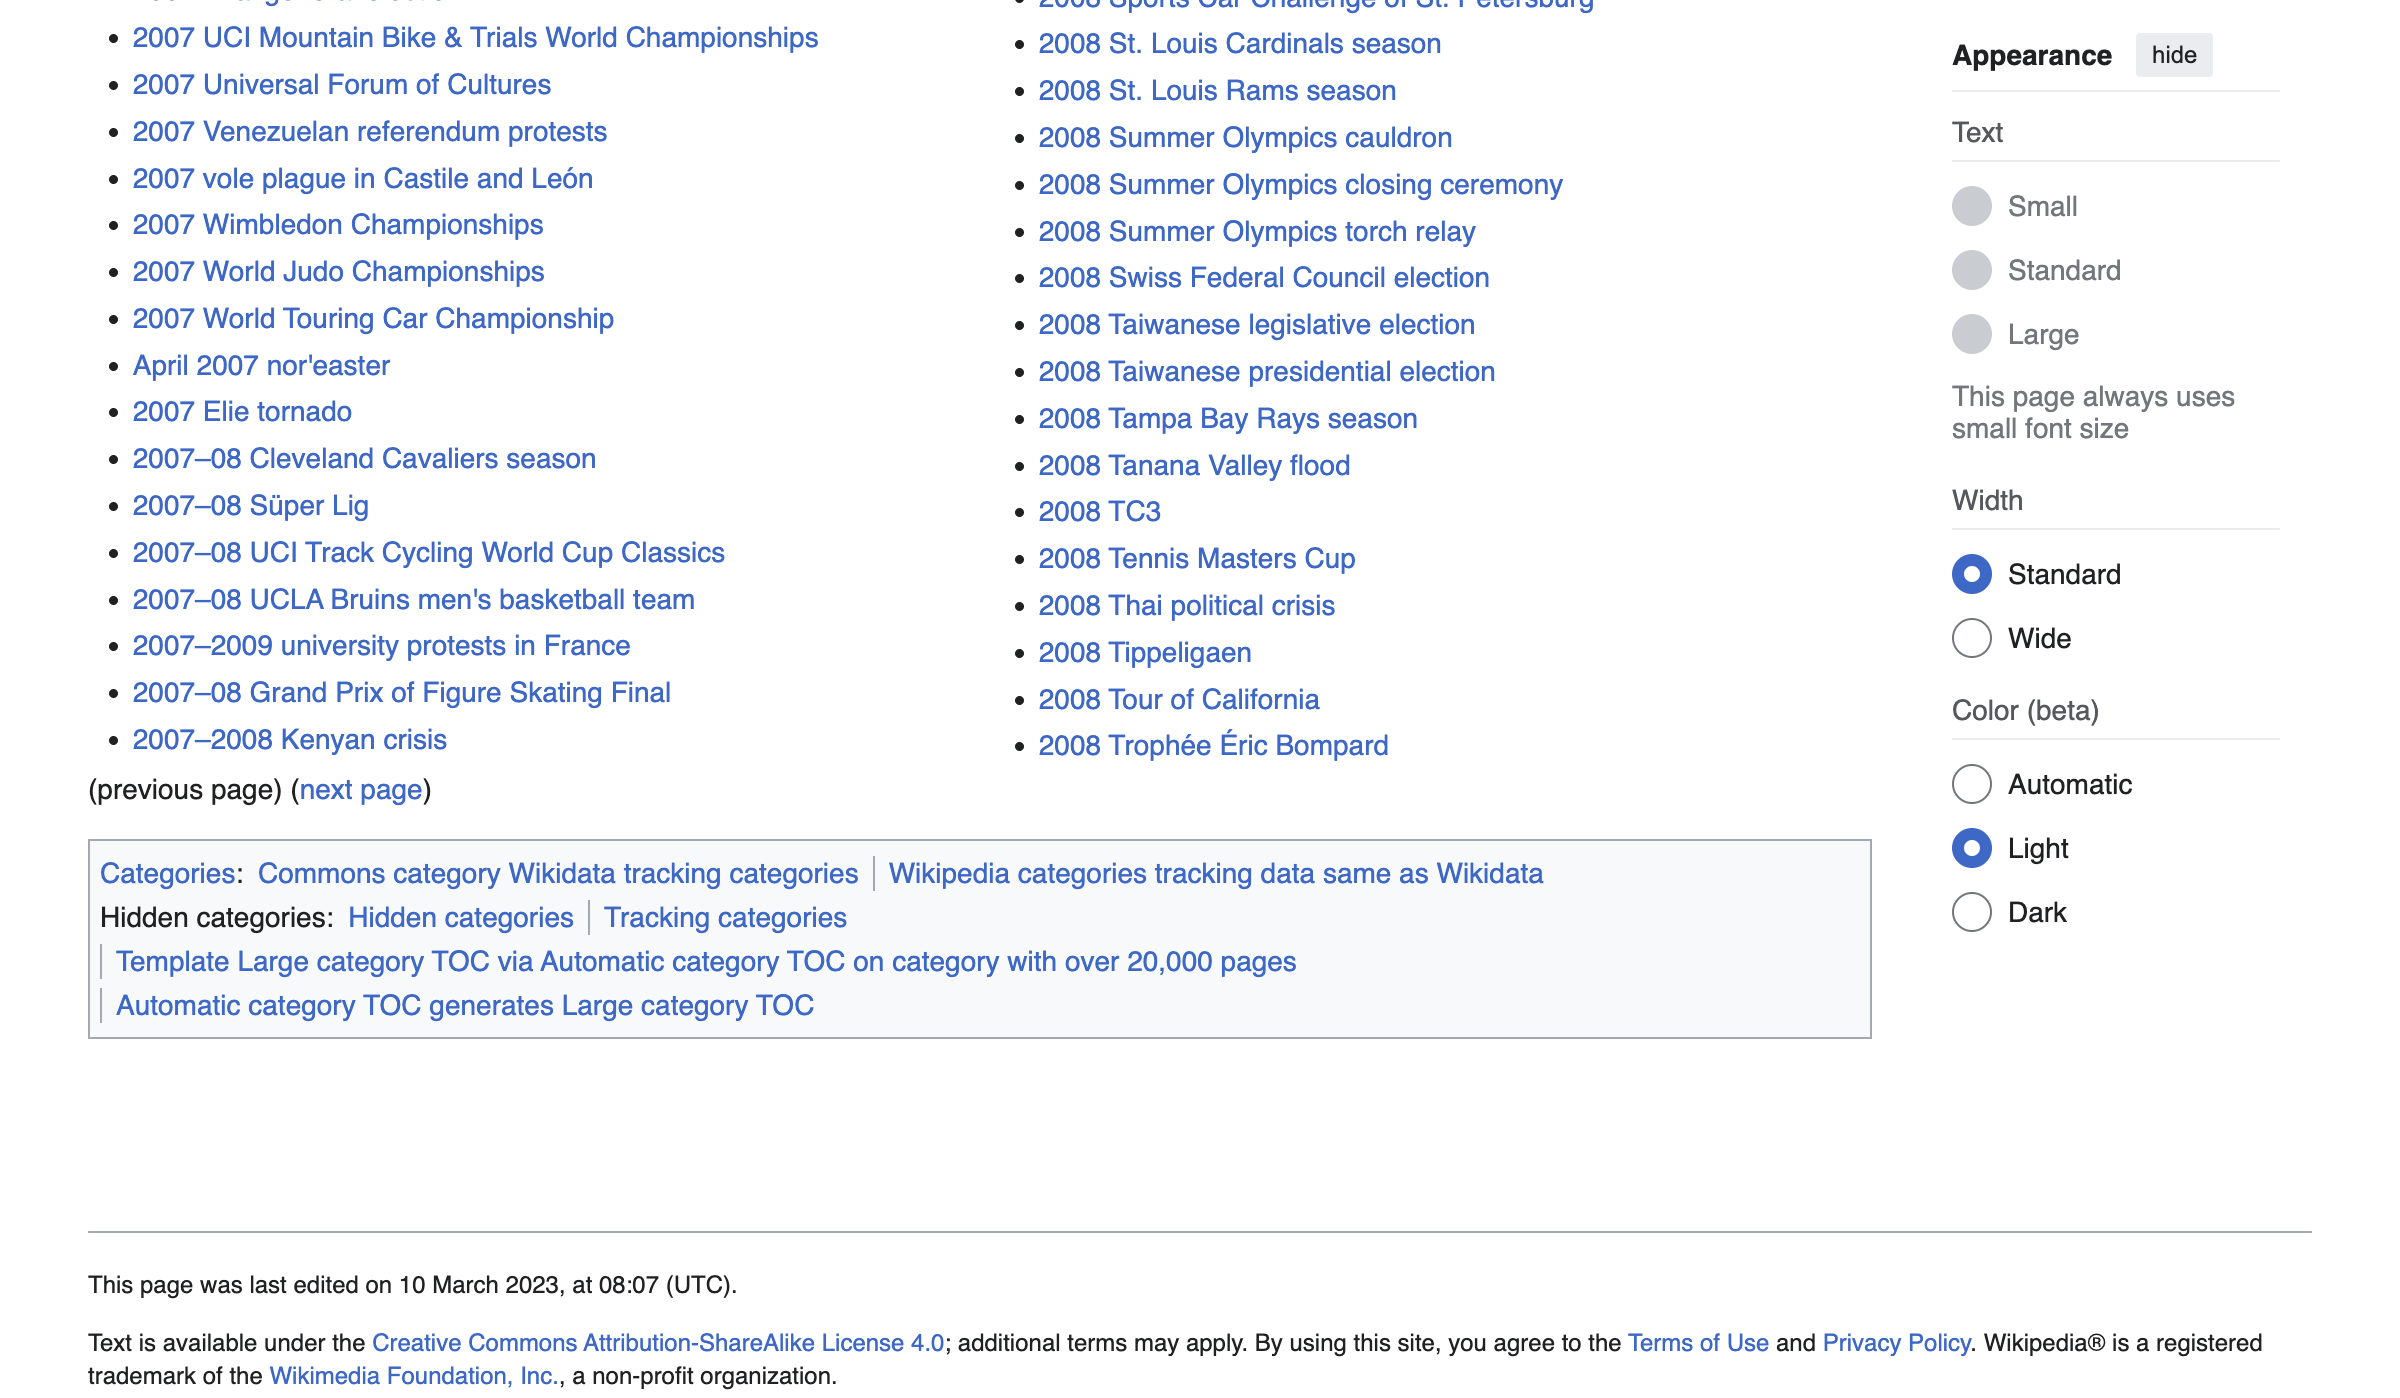 2007 UCI Mountain Bike & Trials World Championships
2007 Universal Forum of Cultures
2007 Venezuelan referendum protests
2007 vole plague in Castile and León
2007 Wimbledon Championships
2007 World Judo Championships
2007 World Touring Car Championship
April 2007 nor'easter
2007 Elie tornado
2007–08 Cleveland Cavaliers season
2007–08 Süper Lig
2007–08 UCI Track Cycling World Cup Classics
2007–08 UCLA Bruins men's basketball team
2007–2009 university protests in France
2007–08 Grand Prix of Figure Skating Final
2007–2008 Kenyan crisis
2008 Sports Car Challenge of St. Petersburg
2008 St. Louis Cardinals season
2008 St. Louis Rams season
2008 Summer Olympics cauldron
2008 Summer Olympics closing ceremony
2008 Summer Olympics torch relay
2008 Swiss Federal Council election
2008 Taiwanese legislative election
2008 Taiwanese presidential election
2008 Tampa Bay Rays season
2008 Tanana Valley flood
2008 TC3
2008 Tennis Masters Cup
2008 Thai political crisis
2008 Tippeligaen
2008 Tour of California
2008 Trophée Éric Bompard
(previous page) (next page)
Categories: Commons category Wikidata tracking categories | Wikipedia categories tracking data same as Wikidata
Hidden categories: Hidden categories | Tracking categories
| Template Large category TOC via Automatic category TOC on category with over 20,000 pages
| Automatic category TOC generates Large category TOC
Appearance hide
Text
Small
Standard
Large
This page always uses
small font size
Width
Standard
Wide
Color (beta)
Automatic
Light
Dark
This page was last edited on 10 March 2023, at 08:07 (UTC).
Text is available under the Creative Commons Attribution-ShareAlike License 4.0; additional terms may apply. By using this site, you agree to the Terms of Use and Privacy Policy. Wikipedia® is a registered
trademark of the Wikimedia Foundation, Inc., a non-profit organization.